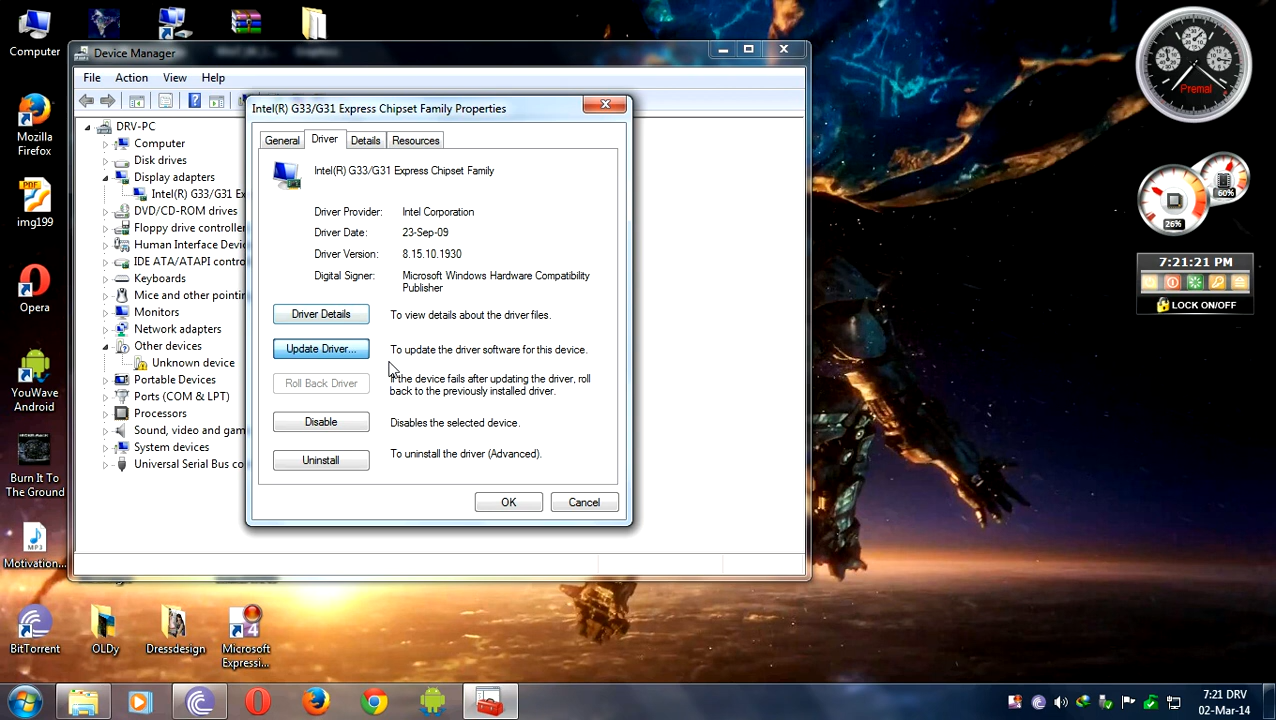 Computer
Device Manager
File Action View Help
Intel(R) G33/G31 Express Chipset Family Properties
General Driver Details Resources
Intel(R) G33/G31 Express Chipset Family
Driver Provider: Intel Corporation
Driver Date: 23-Sep-09
Driver Version: 8.15.10.1930
Digital Signer: Microsoft Windows Hardware Compatibility
Publisher
Driver Details To view details about the driver files.
Update Driver... To update the driver software for this device.
Roll Back Driver If the device fails after updating the driver, roll
back to the previously installed driver.
Disable Disables the selected device.
Uninstall To uninstall the driver (Advanced).
OK Cancel
DRV-PC
Computer
Disk drives
Display adapters
Intel(R) G33/G31 Ex
DVD/CD-ROM drives
Floppy drive controll
Human Interface Devic
IDE ATA/ATAPI contro
Keyboards
Mice and other pointin
Monitors
Network adapters
Other devices
Unknown device
Portable Devices
Ports (COM & LPT)
Processors
Sound, video and gam
System devices
Universal Serial Bus co
Mozilla
Firefox
PDF
img199
Opera
YouWave
Android
Burn It To
The Ground
MP3
Motivation...
BitTorrent
OLDy
Dressdesign
4
Microsoft
Expressi...
Premal
60%
26%
7:21:21 PM
LOCK ON/OFF
7:21 DRV
02-Mar-14